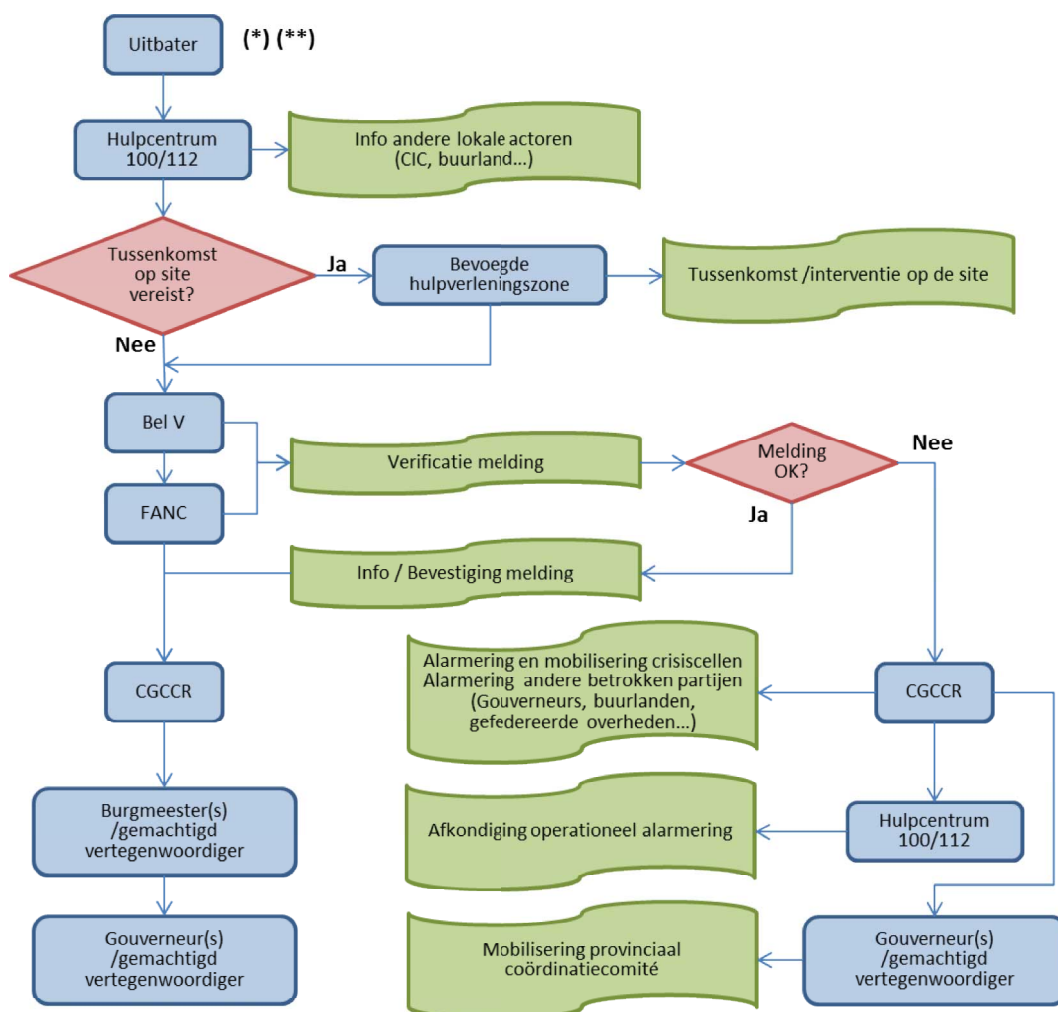 Uitbater
(*) (**)
Hulpcentrum
100/112
Info andere lokale actoren
(CIC, buurland...)
Tussenkomst
op site
vereist?
Ja
Bevoegde
hulpverleningszone
Tussenkomst /interventie op de site
Nee
Bel V
Verificatie melding
Melding
OK?
Nee
FANC
Ja
Info / Bevestiging melding
CGCCR
Alarmering en mobilisering crisiscellen
Alarmering andere betrokken partijen
(Gouverneurs, buurlanden,
gefedereerde overheden...)
CGCCR
Burgmeester(s)
/gemachtigd
vertegenwoordiger
Afkondiging operationeel alarmering
Hulpcentrum
100/112
Gouverneur(s)
/gemachtigd
vertegenwoordiger
Mobilisering provinciaal
coördinatiecomité
Gouverneur(s)
/gemachtigd
vertegenwoordiger